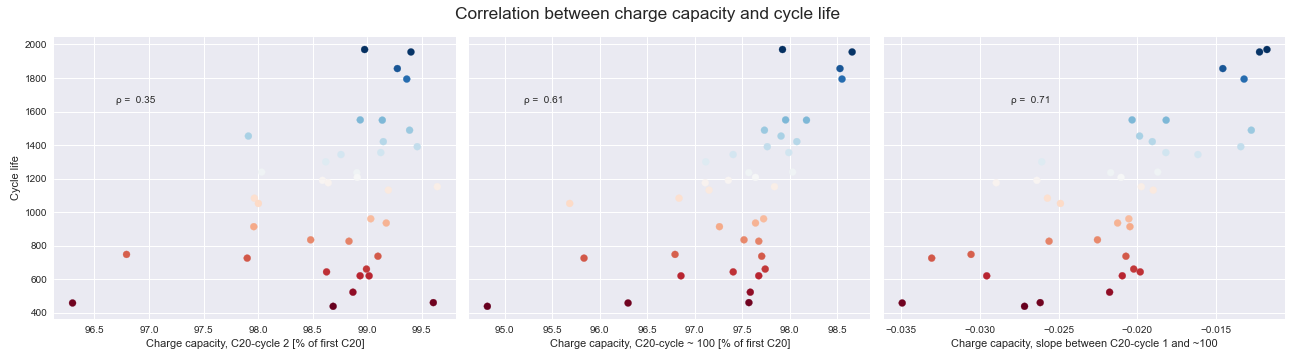 Correlation between charge capacity and cycle life
Cycle life
2000
1800
1600
1400
1200
1000
800
600
400
ρ = 0.35
96.5 97.0 97.5 98.0 98.5 99.0 99.5
Charge capacity, C20-cycle 2 [% of first C20]
ρ = 0.61
95.0 95.5 96.0 96.5 97.0 97.5 98.0 98.5
Charge capacity, C20-cycle ~ 100 [% of first C20]
ρ = 0.71
−0.035 −0.030 −0.025 −0.020 −0.015
Charge capacity, slope between C20-cycle 1 and ~100